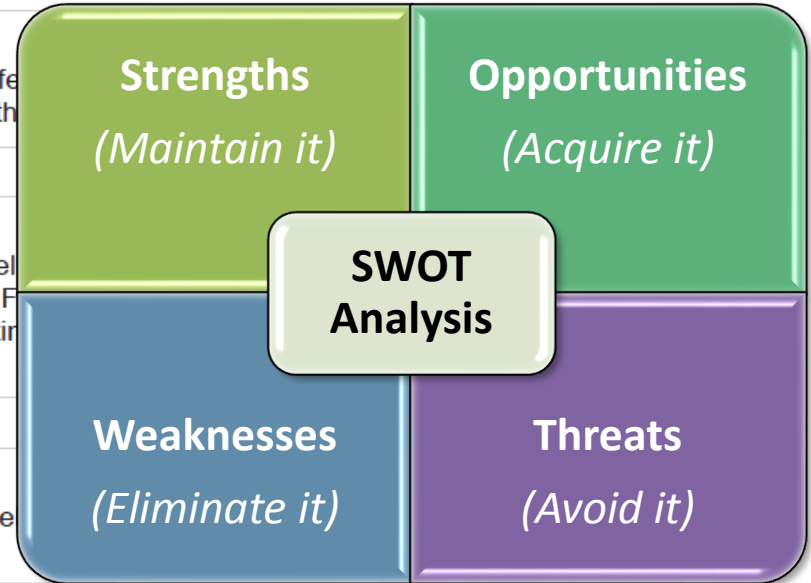 Strengths
(Maintain it)
Opportunities
(Acquire it)
SWOT
Analysis
Weaknesses
(Eliminate it)
Threats
(Avoid it)